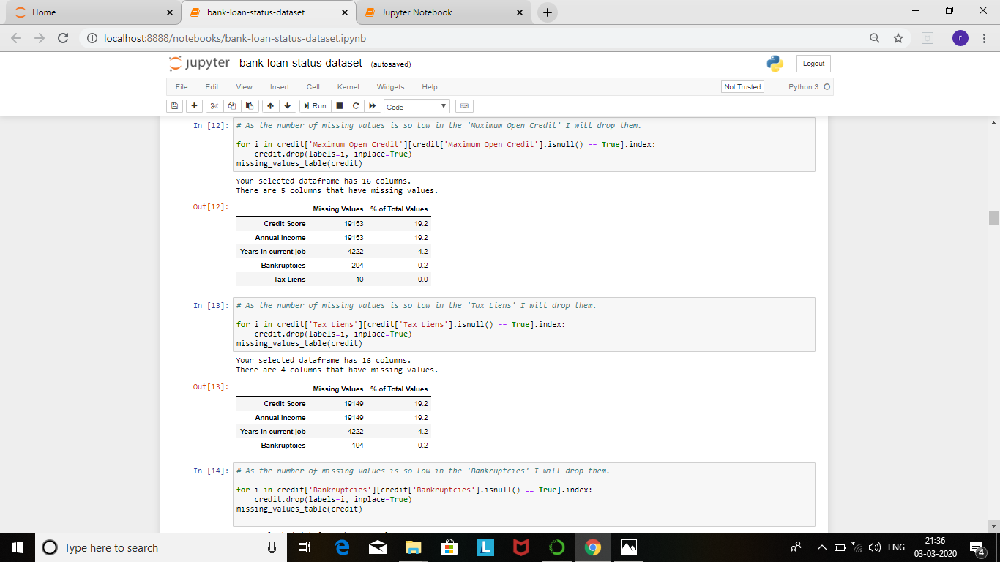 Home
bank-loan-status-dataset
Jupyter Notebook
localhost:8888/notebooks/bank-loan-status-dataset.ipynb
r
jupyter bank-loan-status-dataset (autosaved)
Logout
File Edit View Insert Cell Kernel Widgets Help
Not Trusted
Python 3
Run
Code
In [12]: # As the number of missing values is so low in the 'Maximum Open Credit' I will drop them.
for i in credit['Maximum Open Credit'][credit['Maximum Open Credit'].isnull() == True].index:
    credit.drop(labels=i, inplace=True)
missing_values_table(credit)
Your selected dataframe has 16 columns.
There are 5 columns that have missing values.
Out[12]:
Missing Values % of Total Values
Credit Score 19153 19.2
Annual Income 19153 19.2
Years in current job 4222 4.2
Bankruptcies 204 0.2
Tax Liens 10 0.0
In [13]: # As the number of missing values is so low in the 'Tax Liens' I will drop them.
for i in credit['Tax Liens'][credit['Tax Liens'].isnull() == True].index:
    credit.drop(labels=i, inplace=True)
missing_values_table(credit)
Your selected dataframe has 16 columns.
There are 4 columns that have missing values.
Out[13]:
Missing Values % of Total Values
Credit Score 19149 19.2
Annual Income 19149 19.2
Years in current job 4222 4.2
Bankruptcies 194 0.2
In [14]: # As the number of missing values is so low in the 'Bankruptcies' I will drop them.
for i in credit['Bankruptcies'][credit['Bankruptcies'].isnull() == True].index:
    credit.drop(labels=i, inplace=True)
missing_values_table(credit)
Type here to search
L
ENG
21:36
03-03-2020
4